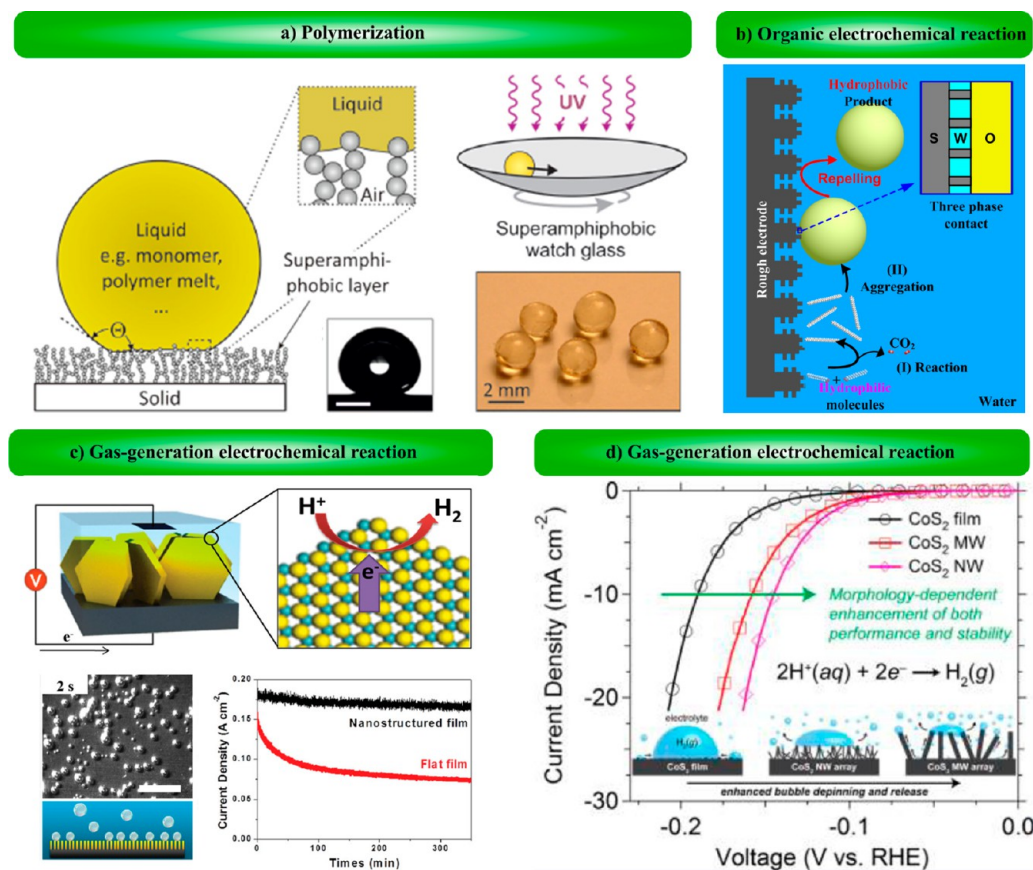 a) Polymerization
Liquid
Air
Liquid
e.g. monomer,
polymer melt,
...
Θ
Superamphi-
phobic layer
Solid
UV
Superamphiphobic
watch glass
2 mm
b) Organic electrochemical reaction
Hydrophobic
Product
S W O
Repelling
Three phase
contact
Rough electrode
(II)
Aggregation
CO2
(I) Reaction
+
Hydrophilic
molecules
Water
c) Gas-generation electrochemical reaction
V
e-
H+
H2
e-
2 s
Current Density (A cm-2)
0.20
0.15
0.10
0.05
0.00
Nanostructured film
Flat film
0 100 200 300
Times (min)
d) Gas-generation electrochemical reaction
Current Density (mA cm-2)
0
-10
-20
-30
CoS2 film
CoS2 MW
CoS2 NW
Morphology-dependent
enhancement of both
performance and stability
2H+(aq) + 2e- → H2(g)
electrolyte
H2(g)
CoS2 film
CoS2 NW array
CoS2 MW array
enhanced bubble depinning and release
-0.2 -0.1 0.0
Voltage (V vs. RHE)